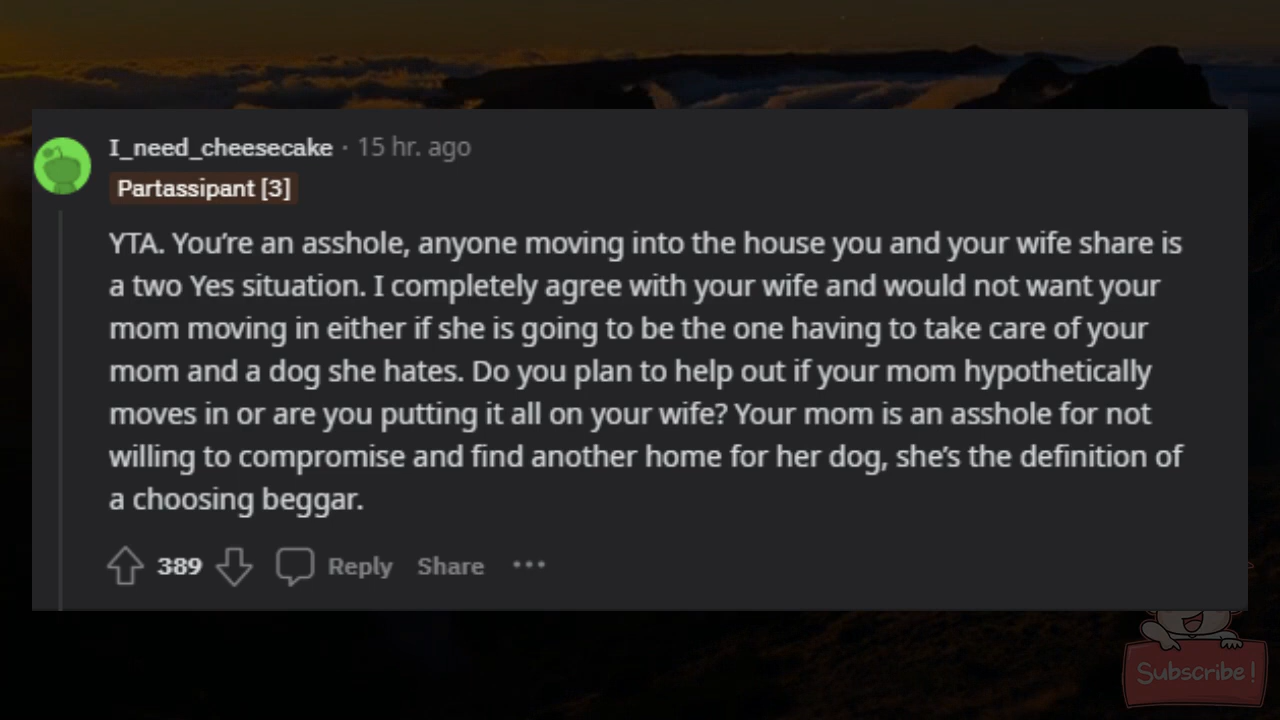 I_need_cheesecake · 15 hr. ago
Partassipant [3]
YTA. You’re an asshole, anyone moving into the house you and your wife share is
a two Yes situation. I completely agree with your wife and would not want your
mom moving in either if she is going to be the one having to take care of your
mom and a dog she hates. Do you plan to help out if your mom hypothetically
moves in or are you putting it all on your wife? Your mom is an asshole for not
willing to compromise and find another home for her dog, she’s the definition of
a choosing beggar.
389 Reply Share ···
Subscribe!